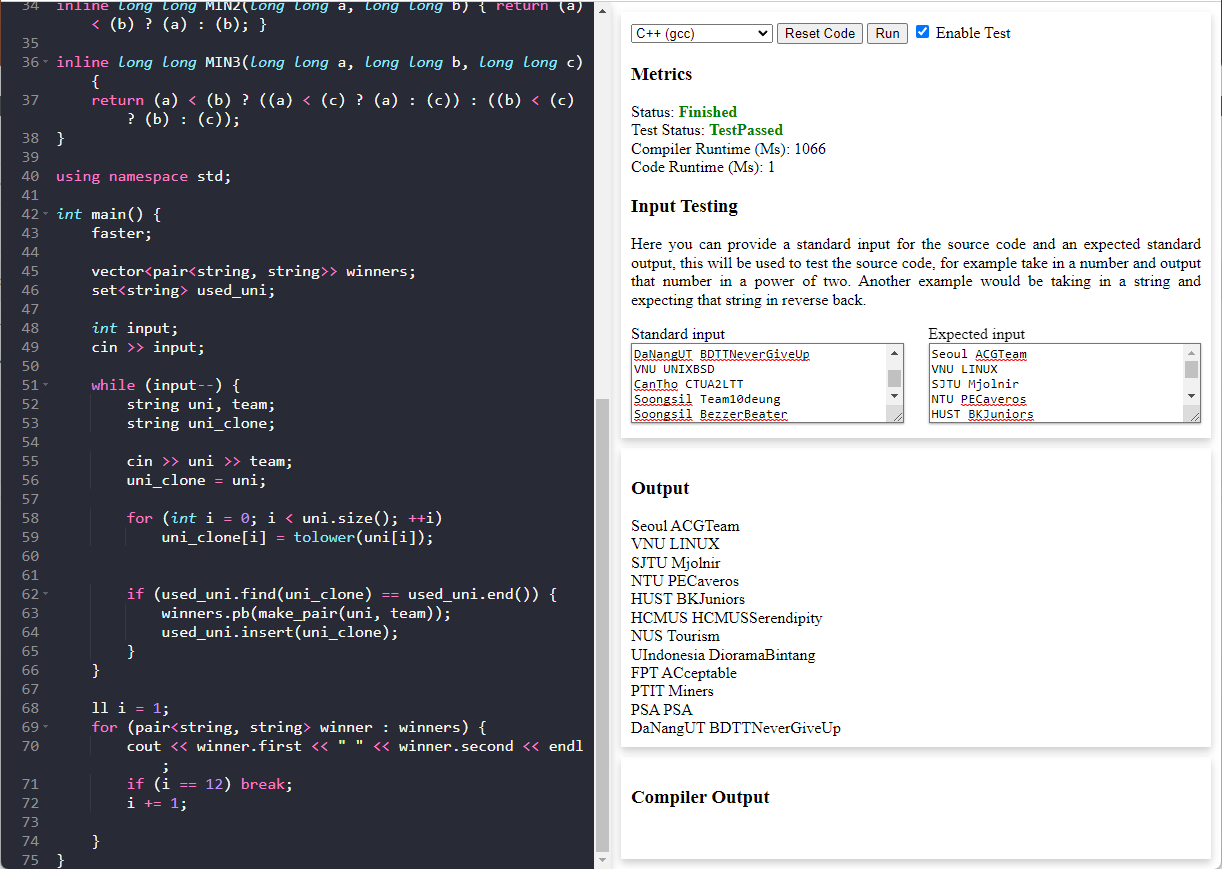 34 inline long long MIN2(long long a, long long b) { return (a)
< (b) ? (a) : (b); }
35
36 inline long long MIN3(long long a, long long b, long long c)
{
37 return (a) < (b) ? ((a) < (c) ? (a) : (c)) : ((b) < (c)
? (b) : (c));
38 }
39
40 using namespace std;
41
42 int main() {
43 faster;
44
45 vector<pair<string, string>> winners;
46 set<string> used_uni;
47
48 int input;
49 cin >> input;
50
51 while (input--) {
52 string uni, team;
53 string uni_clone;
54
55 cin >> uni >> team;
56 uni_clone = uni;
57
58 for (int i = 0; i < uni.size(); ++i)
59 uni_clone[i] = tolower(uni[i]);
60
61
62 if (used_uni.find(uni_clone) == used_uni.end()) {
63 winners.pb(make_pair(uni, team));
64 used_uni.insert(uni_clone);
65 }
66 }
67
68 ll i = 1;
69 for (pair<string, string> winner : winners) {
70 cout << winner.first << " " << winner.second << endl
;
71 if (i == 12) break;
72 i += 1;
73
74 }
75 }
C++ (gcc) Reset Code Run Enable Test
Metrics
Status: Finished
Test Status: TestPassed
Compiler Runtime (Ms): 1066
Code Runtime (Ms): 1
Input Testing
Here you can provide a standard input for the source code and an expected standard
output, this will be used to test the source code, for example take in a number and output
that number in a power of two. Another example would be taking in a string and
expecting that string in reverse back.
Standard input
DaNangUT BDTTNeverGiveUp
VNU UNIXBSD
CanTho CTUA2LTT
Soongsil Team10deung
Soongsil BezzerBeater
Expected input
Seoul ACGTeam
VNU LINUX
SJTU Mjolnir
NTU PECaveros
HUST BKJuniors
Output
Seoul ACGTeam
VNU LINUX
SJTU Mjolnir
NTU PECaveros
HUST BKJuniors
HCMUS HCMUSSerendipity
NUS Tourism
UIndonesia DioramaBintang
FPT ACceptable
PTIT Miners
PSA PSA
DaNangUT BDTTNeverGiveUp
Compiler Output